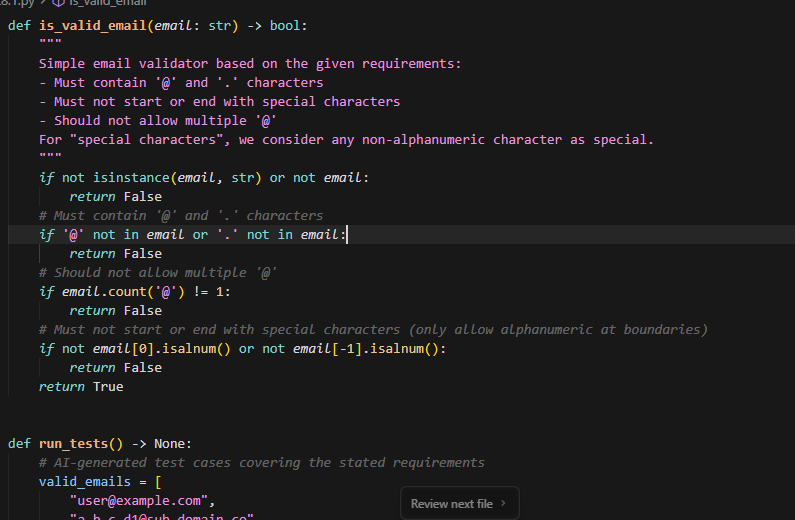 8.1.py > is_valid_email
def is_valid_email(email: str) -> bool:
"""
Simple email validator based on the given requirements:
- Must contain '@' and '.' characters
- Must not start or end with special characters
- Should not allow multiple '@'
For "special characters", we consider any non-alphanumeric character as special.
"""
if not isinstance(email, str) or not email:
return False
# Must contain '@' and '.' characters
if '@' not in email or '.' not in email:
return False
# Should not allow multiple '@'
if email.count('@') != 1:
return False
# Must not start or end with special characters (only allow alphanumeric at boundaries)
if not email[0].isalnum() or not email[-1].isalnum():
return False
return True
def run_tests() -> None:
# AI-generated test cases covering the stated requirements
valid_emails = [
"user@example.com",
Review next file >